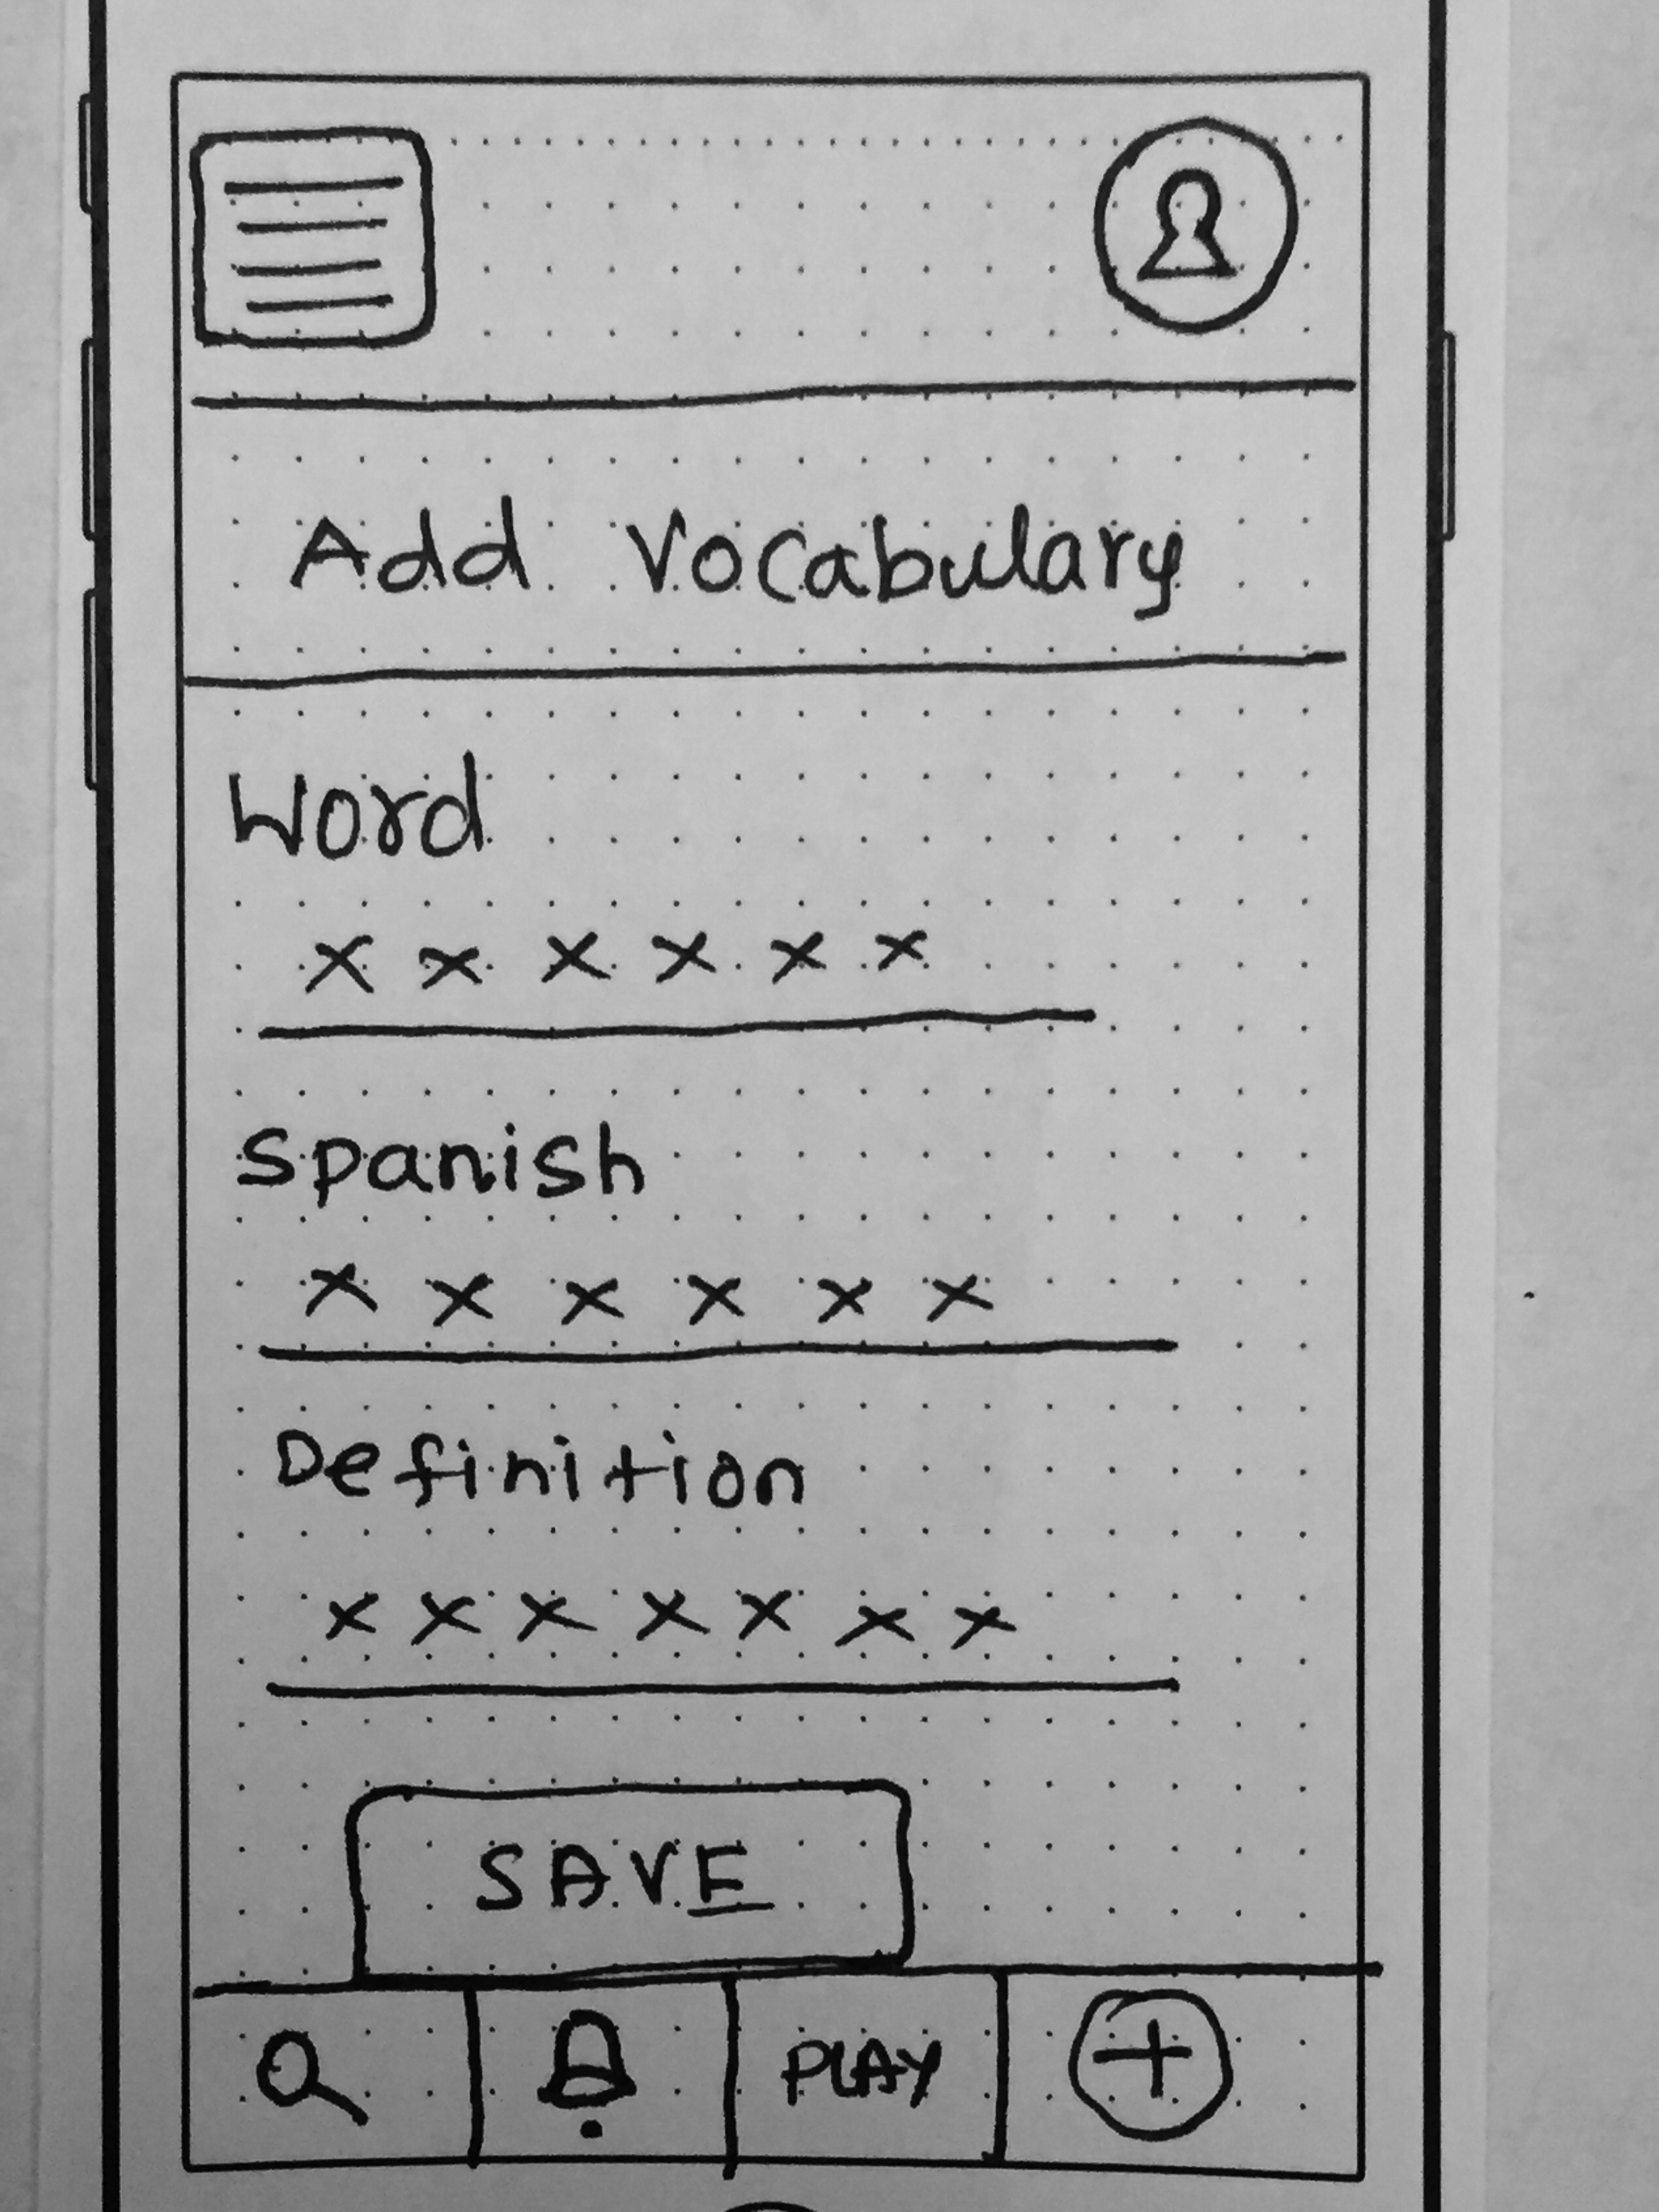 Add Vocabulary
Word
x x x x x x
Spanish
x x x x x x
Definition
x x x x x x x
SAVE
PLAY